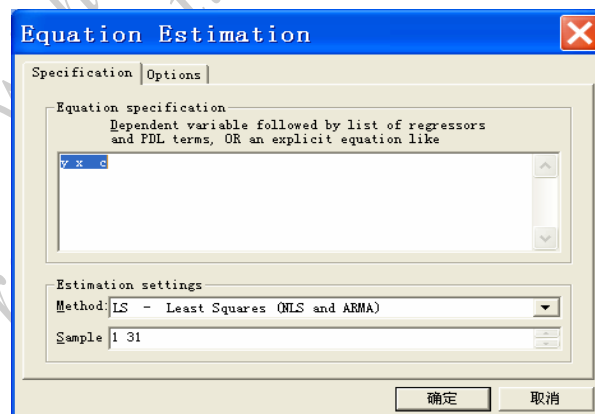 Equation Estimation
Specification Options
Equation specification
Dependent variable followed by list of regressors
and PDL terms, OR an explicit equation like
y x c
Estimation settings
Method: LS - Least Squares (NLS and ARMA)
Sample 1 31
确定 取消